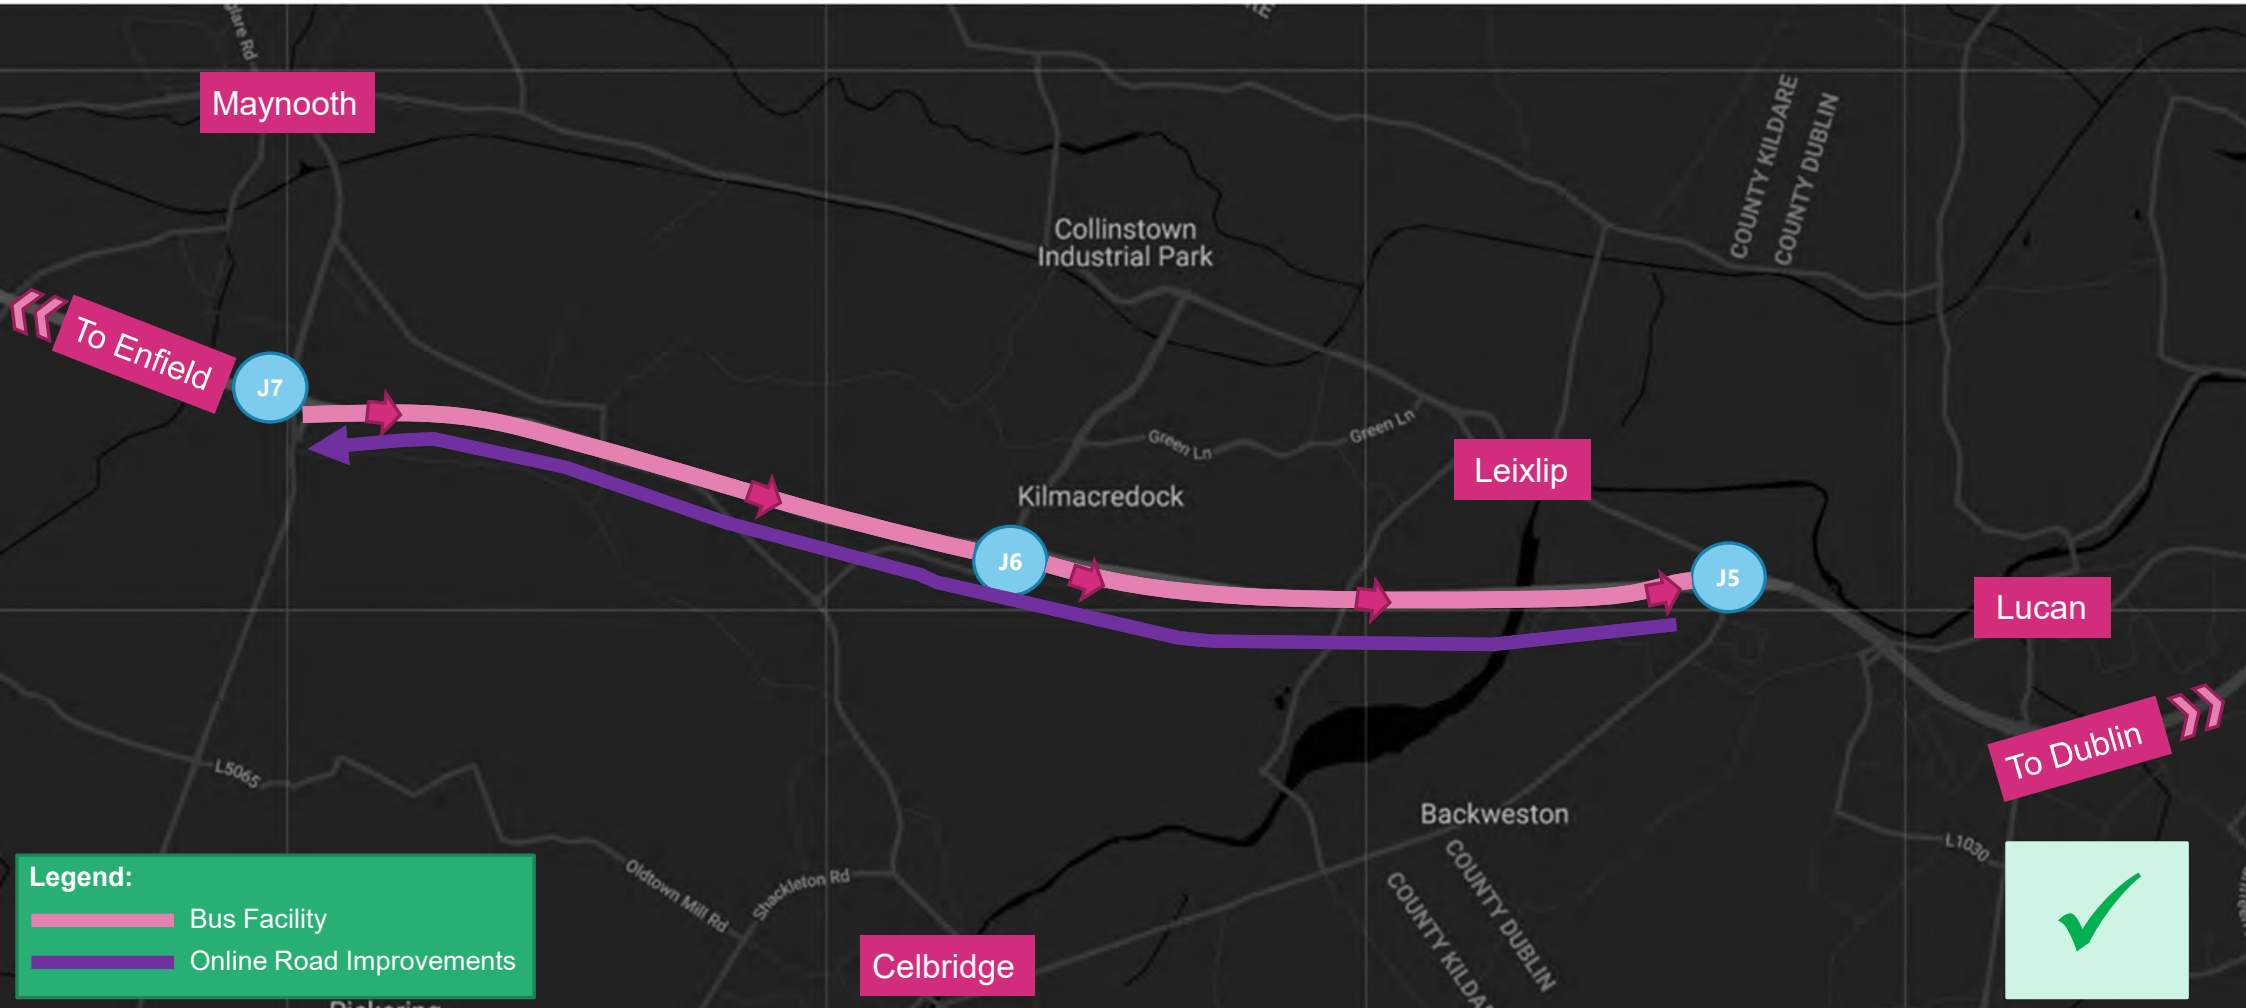 Maynooth
COUNTY KILDARE
COUNTY DUBLIN
Collinstown
Industrial Park
To Enfield
J7
Green Ln
Green Ln
Leixlip
Kilmacredock
J6
J5
Lucan
To Dublin
L5065
Backweston
L1030
COUNTY DUBLIN
Oldtown Mill Rd
Shackleton Rd
Celbridge
Legend:
Bus Facility
Online Road Improvements